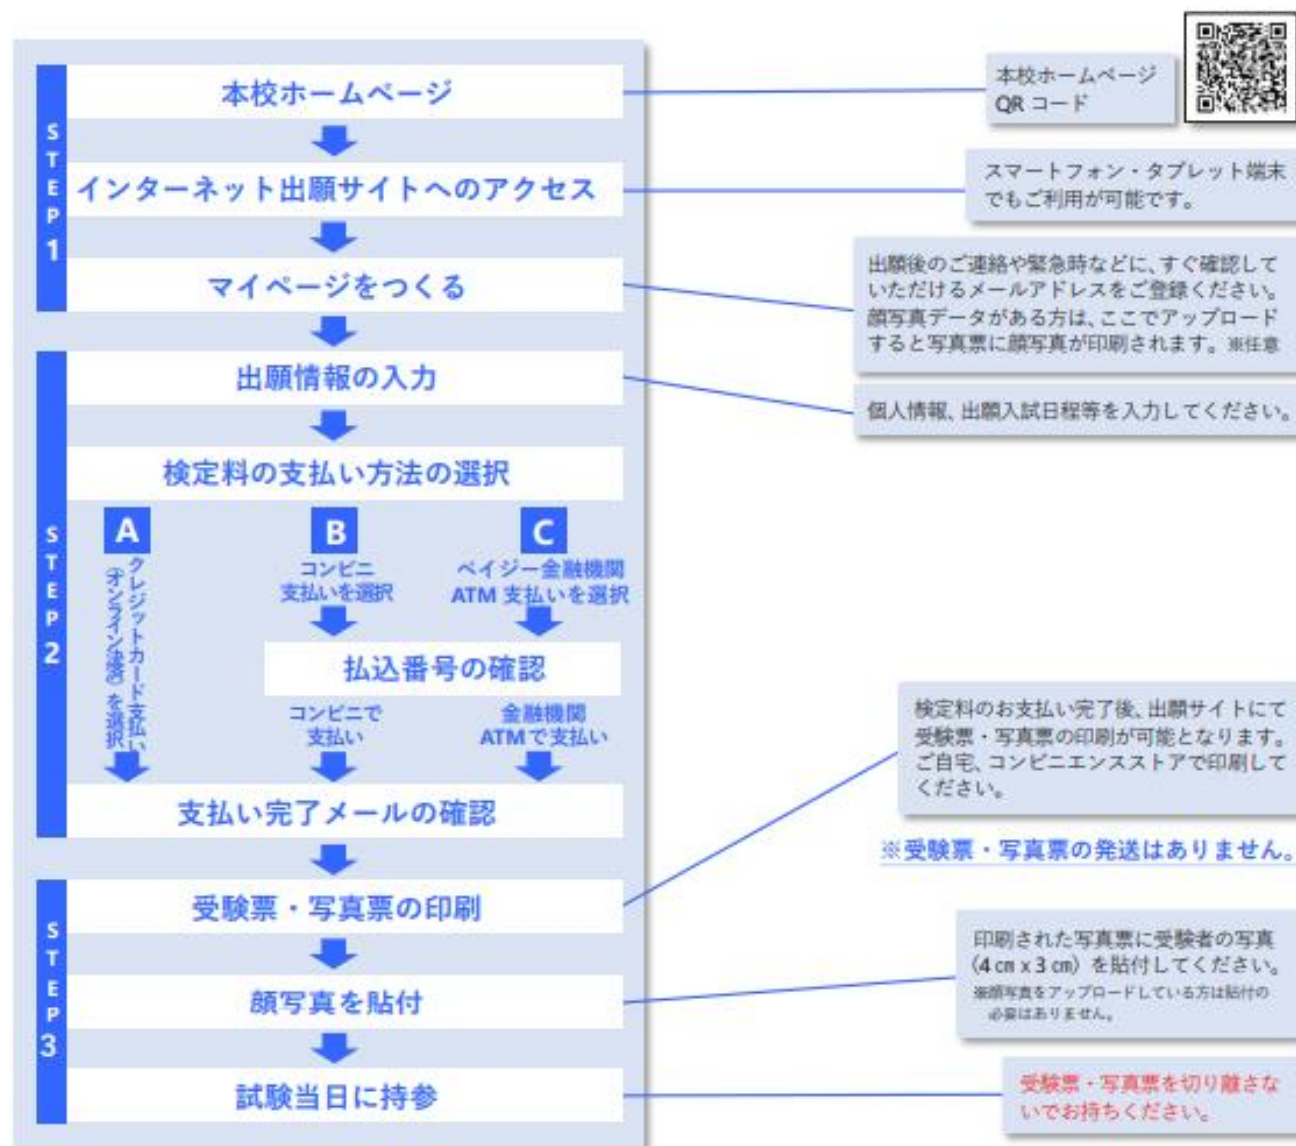 STEP1
本校ホームページ
インターネット出願サイトへのアクセス
マイページをつくる
本校ホームページ
QR コード
スマートフォン・タブレット端末
でもご利用が可能です。
出願後のご連絡や緊急時などに、すぐ確認して
いただけるメールアドレスをご登録ください。
顔写真データがある方は、ここでアップロード
すると写真票に顔写真が印刷されます。※任意
STEP2
出願情報の入力
個人情報、出願入試日程等を入力してください。
検定料の支払い方法の選択
A
クレジットカード支払い
(オンライン決済)を選択
B
コンビニ
支払いを選択
C
ペイジー金融機関
ATM 支払いを選択
払込番号の確認
コンビニで
支払い
金融機関
ATMで支払い
支払い完了メールの確認
STEP3
受験票・写真票の印刷
検定料のお支払い完了後、出願サイトにて
受験票・写真票の印刷が可能となります。
ご自宅、コンビニエンスストアで印刷して
ください。
※受験票・写真票の発送はありません。
顔写真を貼付
印刷された写真票に受験者の写真
(4㎝x3㎝) を貼付してください。
※顔写真をアップロードしている方は貼付の
必要はありません。
試験当日に持参
受験票・写真票を切り離さな
いでお持ちください。